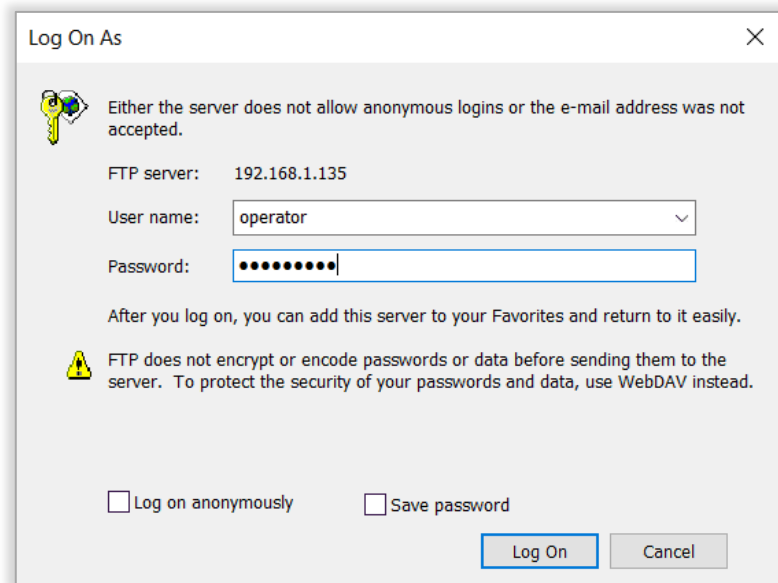 Log On As
Either the server does not allow anonymous logins or the e-mail address was not
accepted.
FTP server: 192.168.1.135
User name: operator
Password: ●●●●●●●●●
After you log on, you can add this server to your Favorites and return to it easily.
FTP does not encrypt or encode passwords or data before sending them to the
server.  To protect the security of your passwords and data, use WebDAV instead.
Log on anonymously Save password
Log On Cancel